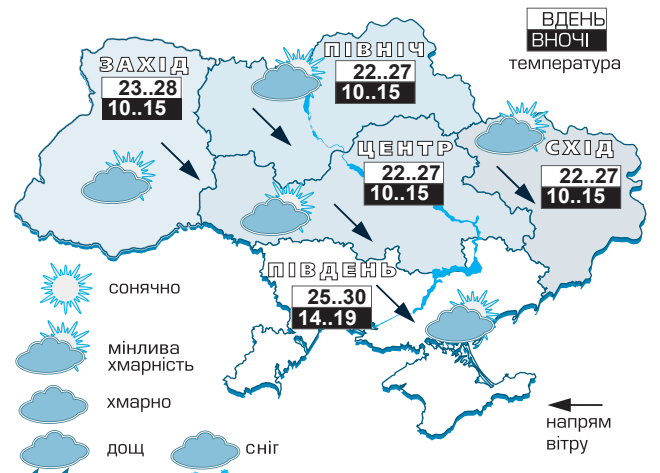 ВДЕНЬ
ВНОЧІ
температура
ПІВНІЧ
22..27
10..15
ЗАХІД
23..28
10..15
ЦЕНТР
22..27
10..15
СХІД
22..27
10..15
ПІВДЕНЬ
25..30
14..19
сонячно
мінлива
хмарність
хмарно
дощ
сніг
напрям
вітру